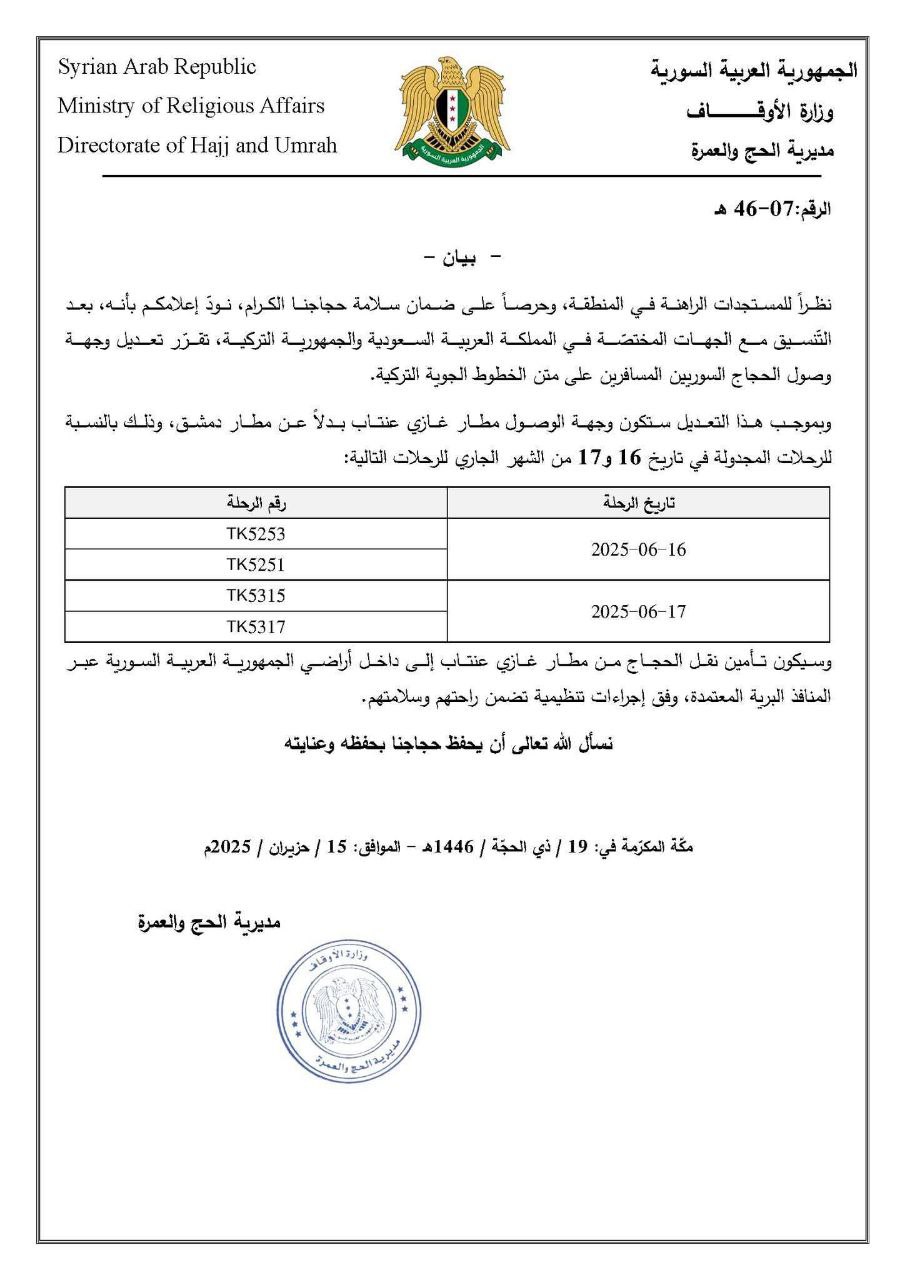 Syrian Arab Republic
Ministry of Religious Affairs
Directorate of Hajj and Umrah
الجمهورية العربية السورية
وزارة الأوقـــــــاف
مديرية الحج والعمرة
الجمهورية العربية السورية
الرقم:07-46 هـ
- بيان -
نظراً للمستجدات الراهنة في المنطقة، وحرصاً على ضمان سلامة حجاجنا الكرام، نودّ إعلامكم بأنه، بعد
التّنسيق مع الجهات المختصّة في المملكة العربية السعودية والجمهورية التركية، تقرّر تعديل وجهة
وصول الحجاج السوريين المسافرين على متن الخطوط الجوية التركية.
وبموجب هذا التعديل ستكون وجهة الوصول مطار غازي عنتاب بدلاً عن مطار دمشق، وذلك بالنسبة
للرحلات المجدولة في تاريخ 16 و17 من الشهر الجاري للرحلات التالية:
تاريخ الرحلة رقم الرحلة
2025-06-16 TK5253
TK5251
2025-06-17 TK5315
TK5317
وسيكون تأمين نقل الحجاج من مطار غازي عنتاب إلى داخل أراضي الجمهورية العربية السورية عبر
المنافذ البرية المعتمدة، وفق إجراءات تنظيمية تضمن راحتهم وسلامتهم.
نسأل الله تعالى أن يحفظ حجاجنا بحفظه وعنايته
مكّة المكرّمة في: 19 / ذي الحجّة / 1446هـ - الموافق: 15 / حزيران / 2025م
مديرية الحج والعمرة
وزارة الأوقاف
مديرية الحج والعمرة